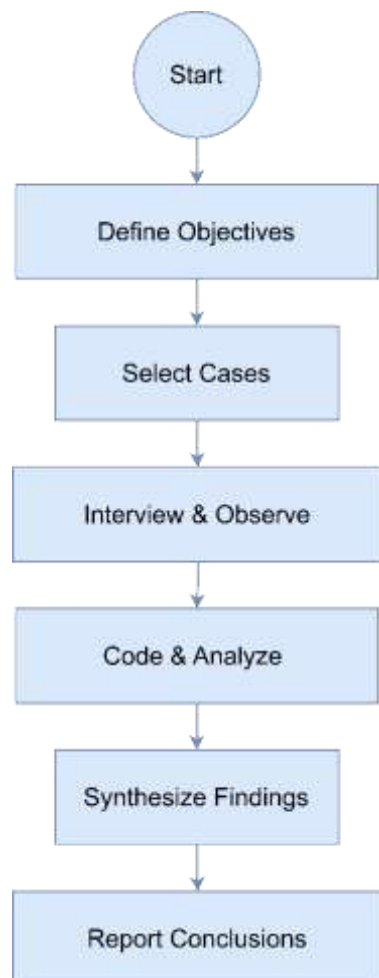 Start
Define Objectives
Select Cases
Interview & Observe
Code & Analyze
Synthesize Findings
Report Conclusions